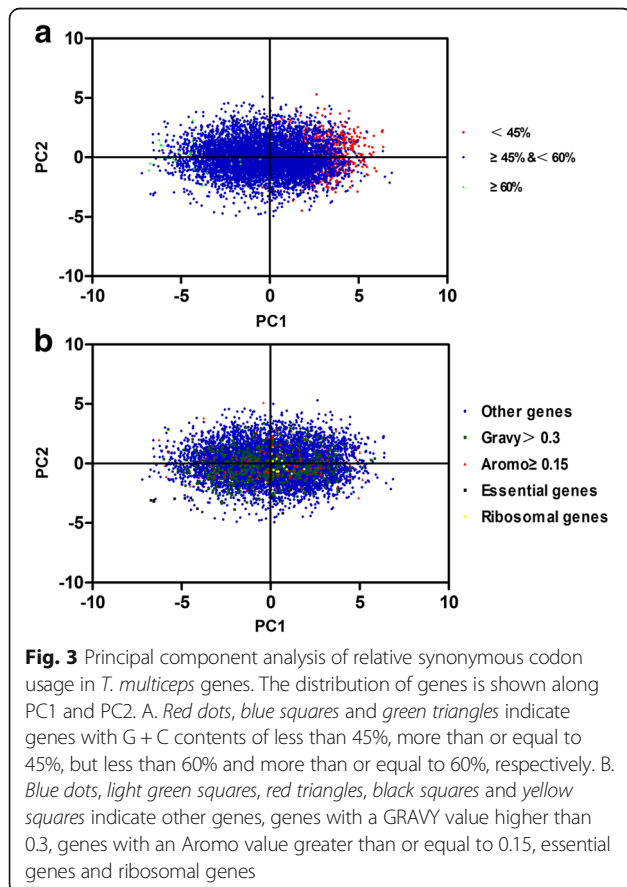 a
10
5
0
-5
-10
PC2
-10
-5
0
5
10
PC1
< 45%
≥ 45% & < 60%
≥ 60%
b
10
5
0
-5
-10
PC2
-10
-5
0
5
10
PC1
Other genes
Gravy> 0.3
Aromo≥ 0.15
Essential genes
Ribosomal genes
Fig. 3 Principal component analysis of relative synonymous codon
usage in T. multiceps genes. The distribution of genes is shown
along PC1 and PC2. A. Red dots, blue squares and green triangles indicate
genes with G + C contents of less than 45%, more than or equal to
45%, but less than 60% and more than or equal to 60%, respectively. B.
Blue dots, light green squares, red triangles, black squares and yellow
squares indicate other genes, genes with a GRAVY value higher than
0.3, genes with an Aromo value greater than or equal to 0.15, essential
genes and ribosomal genes